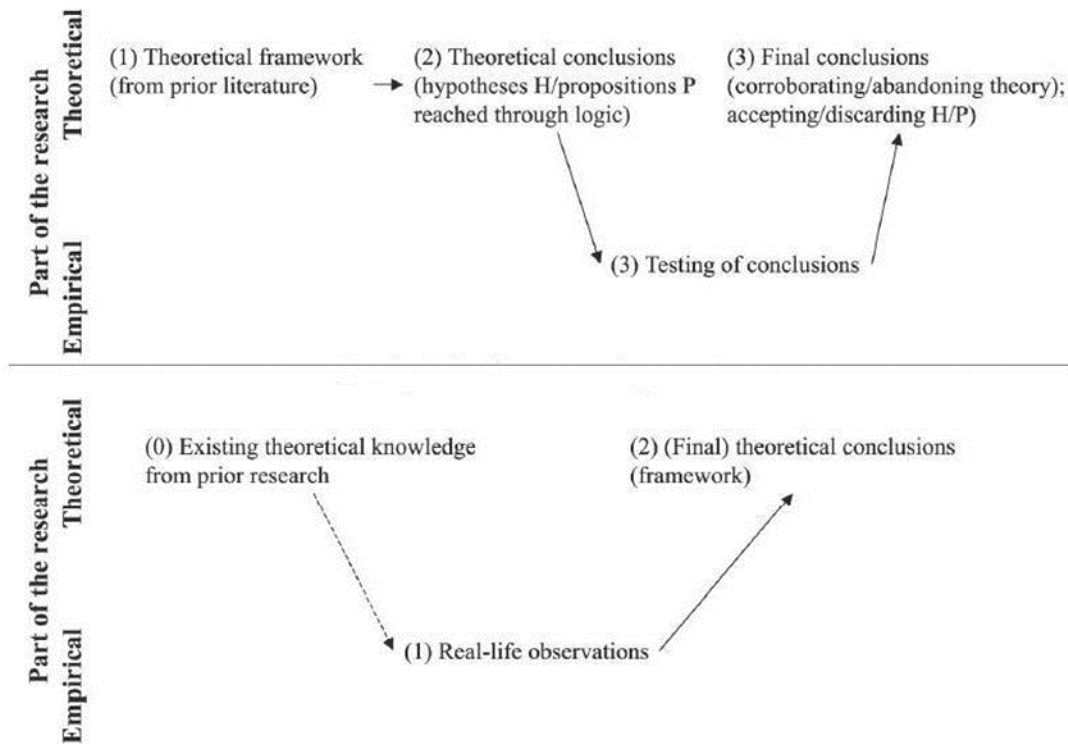 Part of the research
Theoretical
Empirical
(1) Theoretical framework
(from prior literature)
(2) Theoretical conclusions
(hypotheses H/propositions P
reached through logic)
(3) Final conclusions
(corroborating/abandoning theory);
accepting/discarding H/P)
(3) Testing of conclusions
Part of the research
Theoretical
Empirical
(0) Existing theoretical knowledge
from prior research
(2) (Final) theoretical conclusions
(framework)
(1) Real-life observations